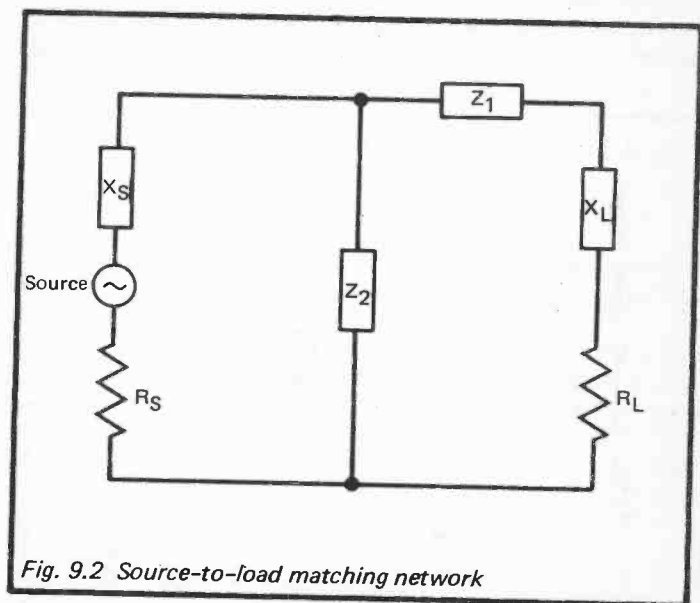 Z1
XS
XL
Source
Z2
RS
RL
Fig. 9.2 Source-to-load matching network